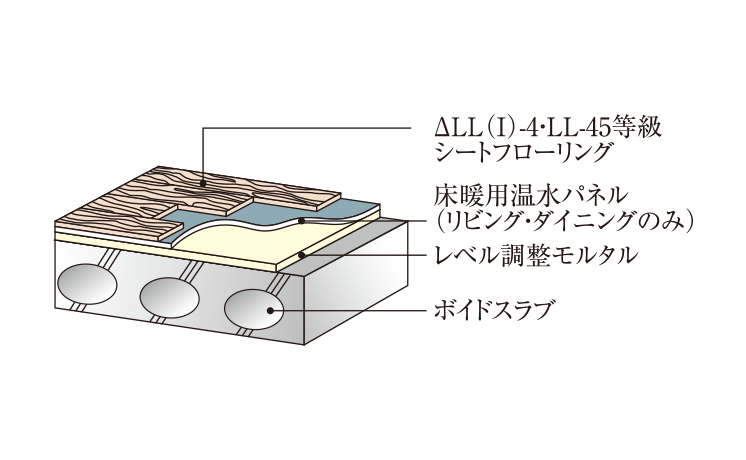 ΔLL(Ⅰ)-4・LL-45等級
シートフローリング
床暖用温水パネル
(リビング・ダイニングのみ)
レベル調整モルタル
ボイドスラブ